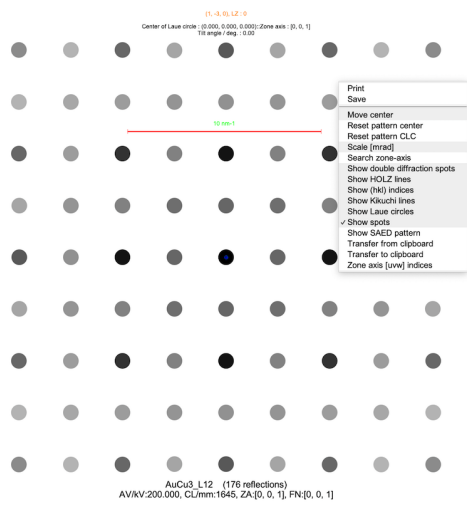 (1, -3, 0), LZ : 0
Center of Laue circle : (0.000, 0.000, 0.000)::Zone axis : [0, 0, 1]
Tilt angle / deg. : 0.00
10 nm-1
Print
Save
Move center
Reset pattern center
Reset pattern CLC
Scale [mrad]
Search zone-axis
Show double diffraction spots
Show HOLZ lines
Show (hkl) indices
Show Kikuchi lines
Show Laue circles
✓ Show spots
Show SAED pattern
Transfer from clipboard
Transfer to clipboard
Zone axis [uvw] indices
AuCu3_L12 (176 reflections)
AV/kV:200.000, CL/mm:1645, ZA:[0, 0, 1], FN:[0, 0, 1]